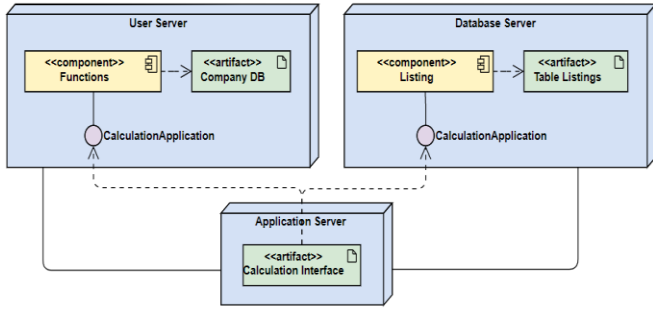 User Server
<<component>>
Functions
<<artifact>>
Company DB
CalculationApplication
Database Server
<<component>>
Listing
<<artifact>>
Table Listings
CalculationApplication
Application Server
<<artifact>>
Calculation Interface